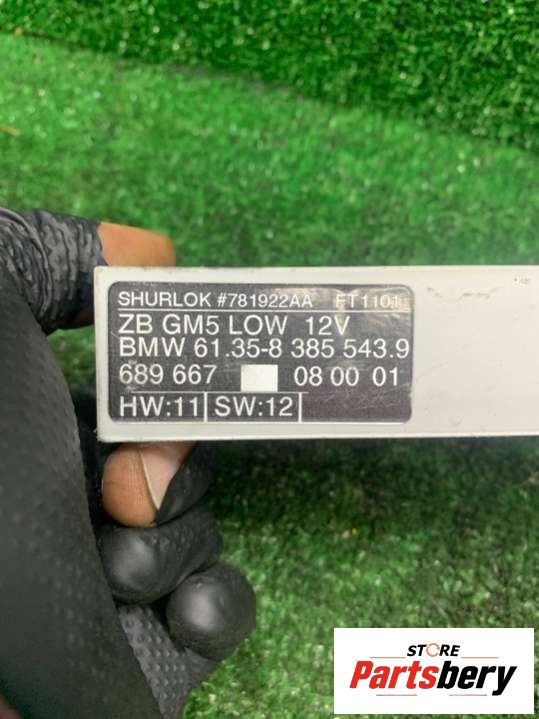 SHURLOK #781922AA FT1101
ZB GM5 LOW 12V
BMW 61.35-8 385 543.9
689 667 08 00 01
HW:11 SW:12
STORE
Partsbery